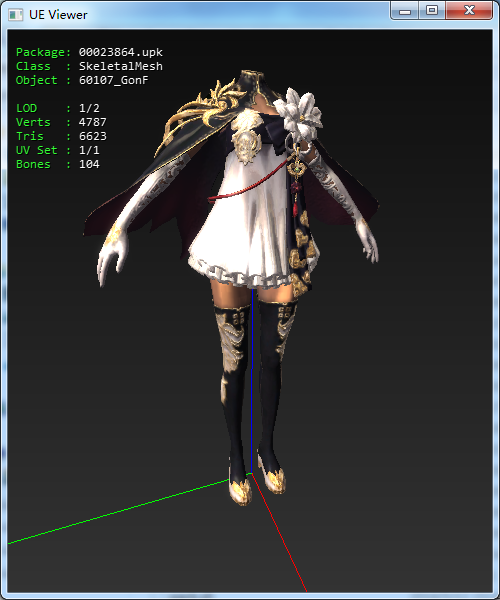 UE Viewer
Package: 00023864.upk
Class : SkeletalMesh
Object : 60107_GonF
LOD : 1/2
Verts : 4787
Tris : 6623
UV Set : 1/1
Bones : 104